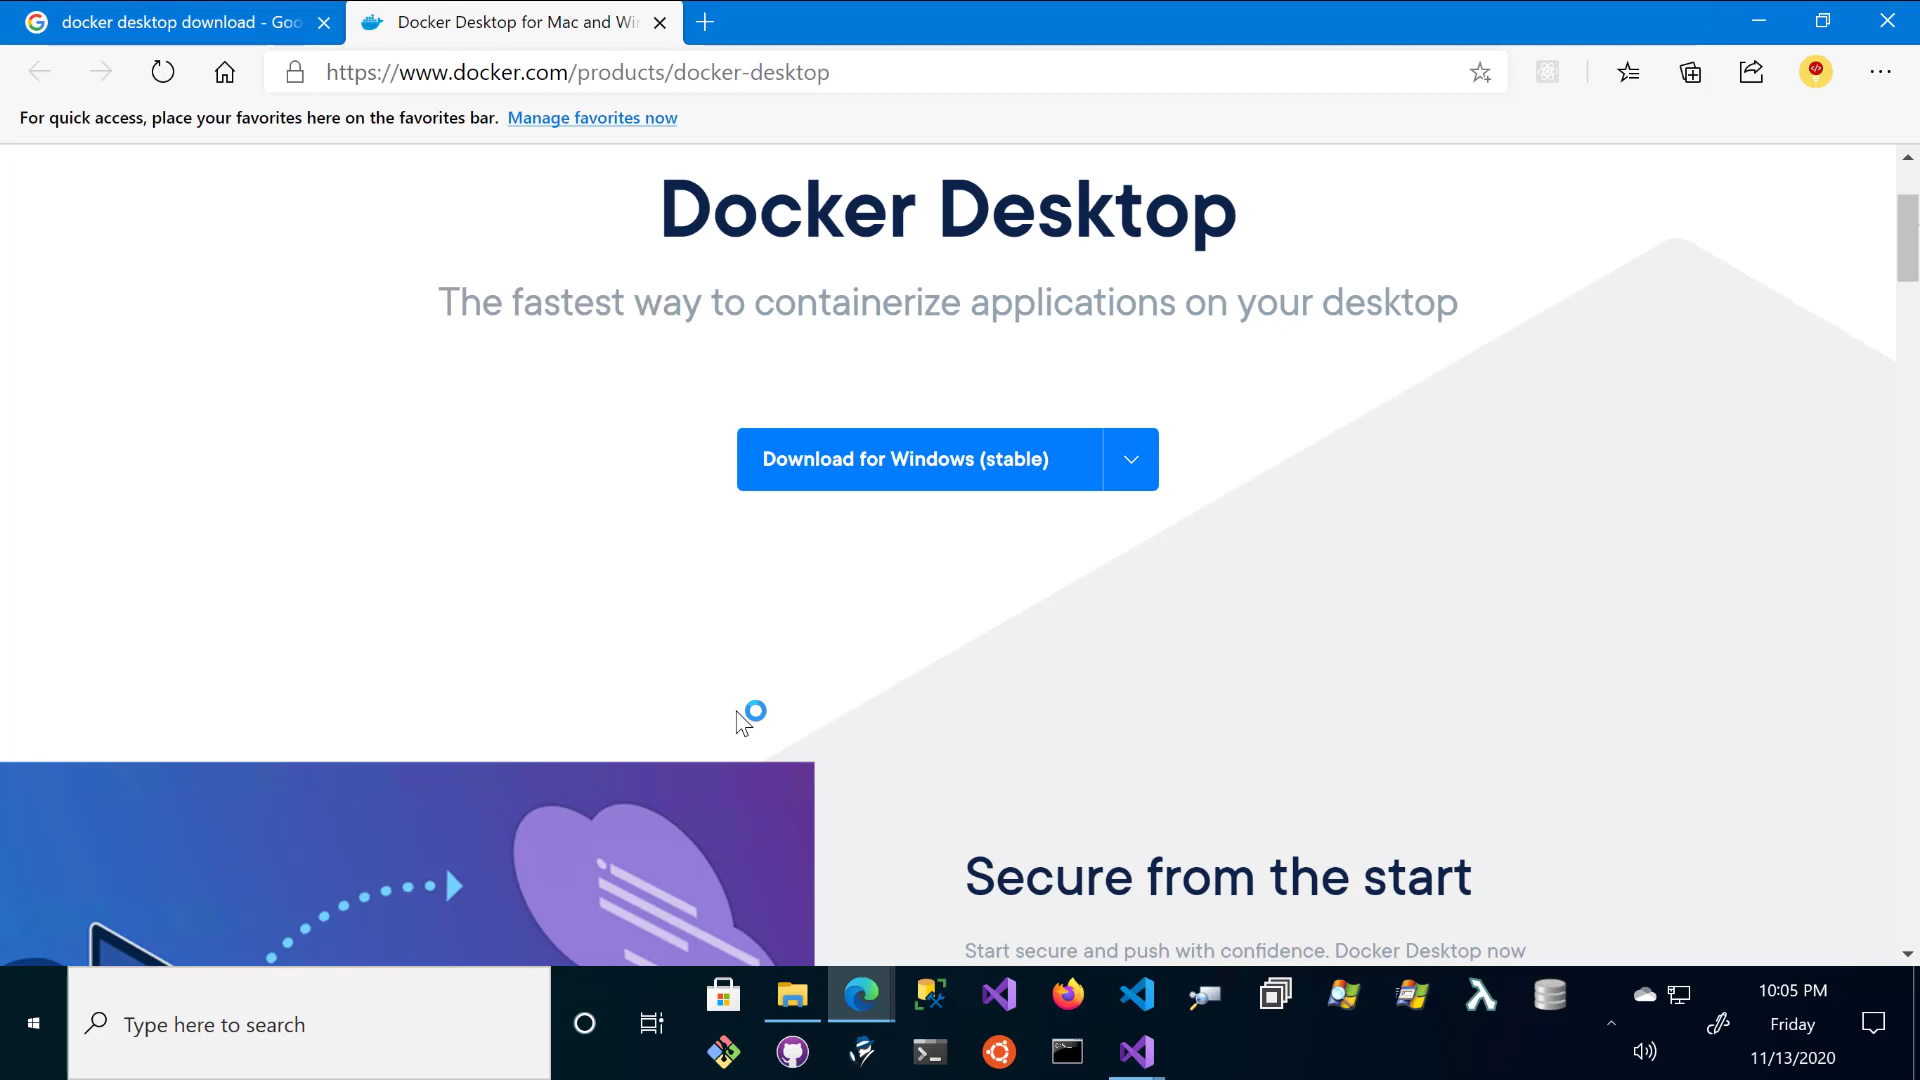 docker desktop download - Goo
Docker Desktop for Mac and Wi
https://www.docker.com/products/docker-desktop
For quick access, place your favorites here on the favorites bar. Manage favorites now
Docker Desktop
The fastest way to containerize applications on your desktop
Download for Windows (stable)
Secure from the start
Start secure and push with confidence. Docker Desktop now
Type here to search
10:05 PM
Friday
11/13/2020